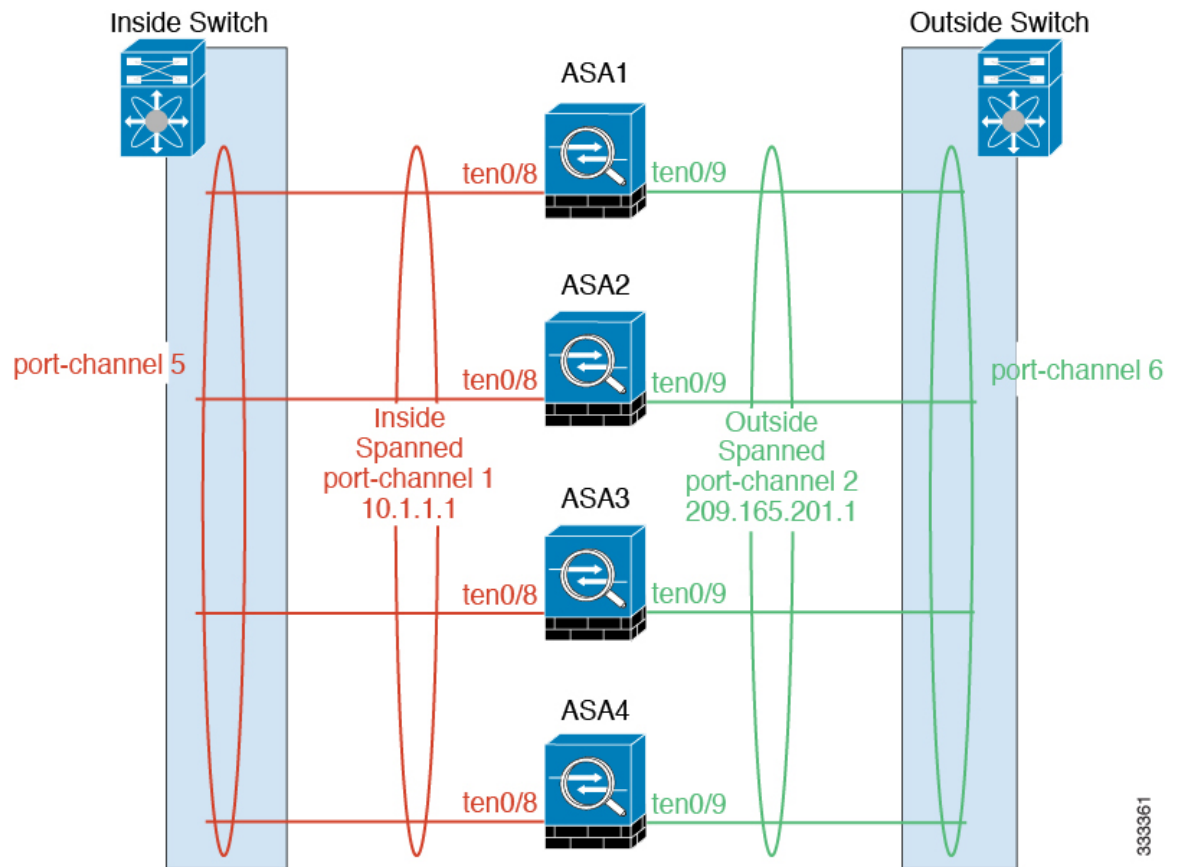 Inside Switch
Outside Switch
ASA1
ten0/8
ten0/9
ASA2
port-channel 5
ten0/8
ten0/9
port-channel 6
Inside
Spanned
port-channel 1
10.1.1.1
Outside
Spanned
port-channel 2
209.165.201.1
ASA3
ten0/8
ten0/9
ASA4
ten0/8
ten0/9
333361